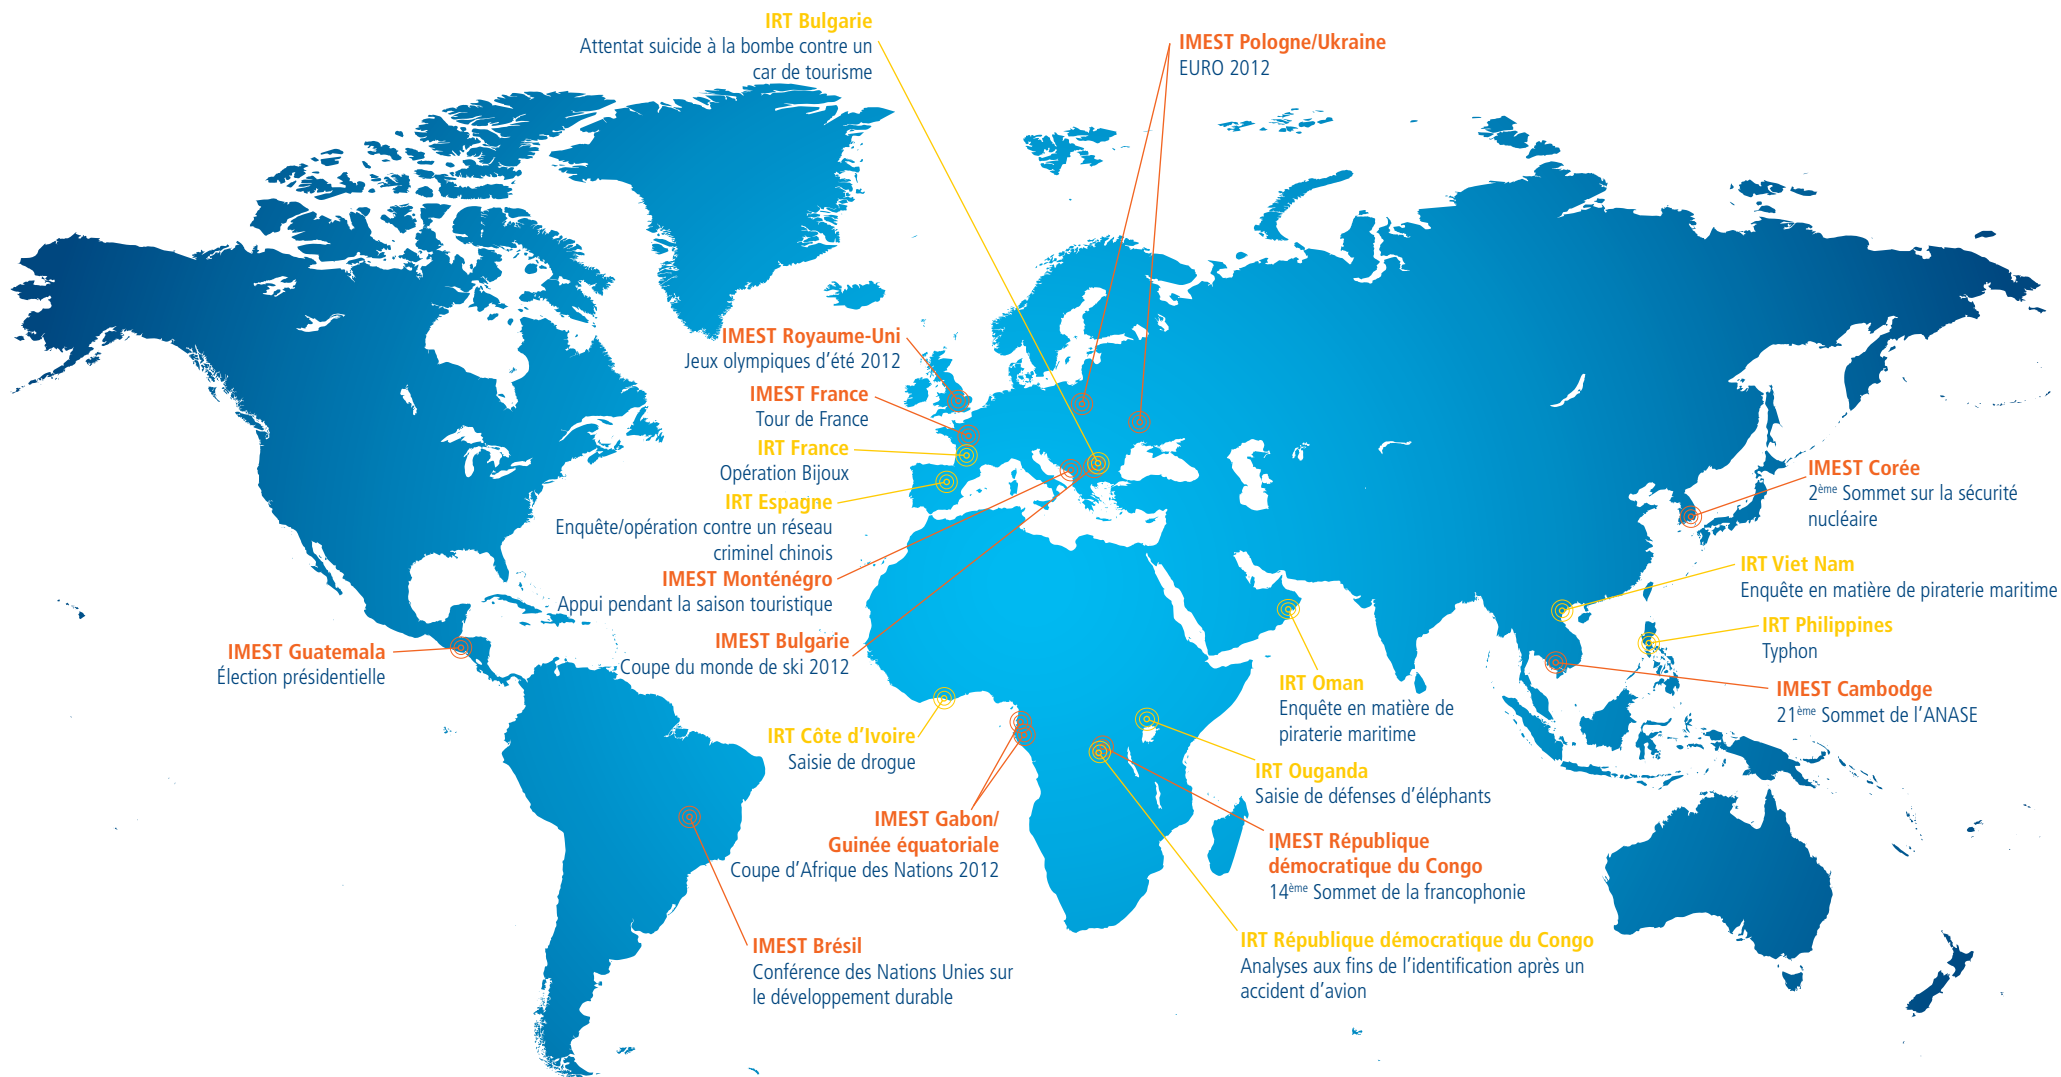 IRT Bulgarie
Attentat suicide à la bombe contre un
car de tourisme
IMEST Pologne/Ukraine
EURO 2012
IMEST Royaume-Uni
Jeux olympiques d’été 2012
IMEST France
Tour de France
IRT France
Opération Bijoux
IRT Espagne
Enquête/opération contre un réseau
criminel chinois
IMEST Monténégro
Appui pendant la saison touristique
IMEST Bulgarie
Coupe du monde de ski 2012
IMEST Guatemala
Élection présidentielle
IRT Côte d’Ivoire
Saisie de drogue
IMEST Gabon/
Guinée équatoriale
Coupe d’Afrique des Nations 2012
IMEST Brésil
Conférence des Nations Unies sur
le développement durable
IMEST Corée
2ème Sommet sur la sécurité
nucléaire
IRT Viet Nam
Enquête en matière de piraterie maritime
IRT Philippines
Typhon
IMEST Cambodge
21ème Sommet de l’ANASE
IRT Oman
Enquête en matière de
piraterie maritime
IRT Ouganda
Saisie de défenses d’éléphants
IMEST République
démocratique du Congo
14ème Sommet de la francophonie
IRT République démocratique du Congo
Analyses aux fins de l’identification après un
accident d’avion